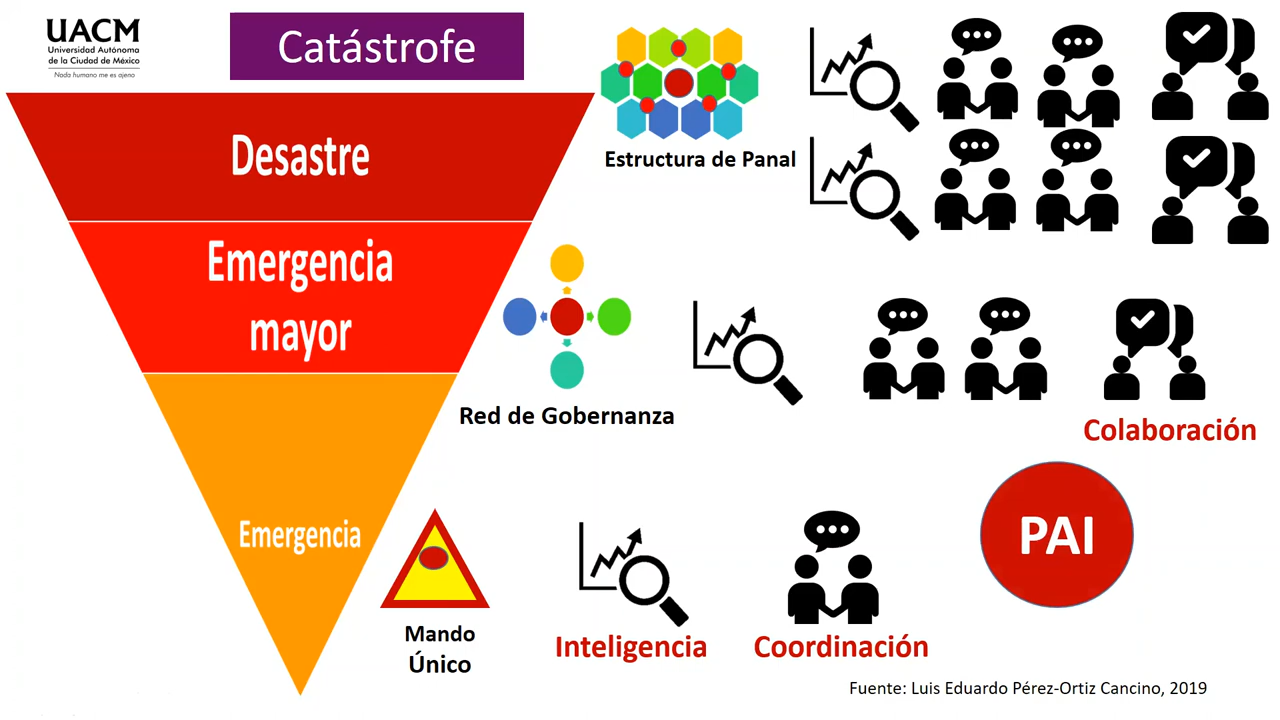 UACM
Universidad Autónoma
de la Ciudad de México
Nada humano me es ajeno
Catástrofe
Desastre
Estructura de Panal
Emergencia
mayor
Red de Gobernanza
Colaboración
Emergencia
PAI
Mando
Único
Inteligencia
Coordinación
Fuente: Luis Eduardo Pérez-Ortiz Cancino, 2019